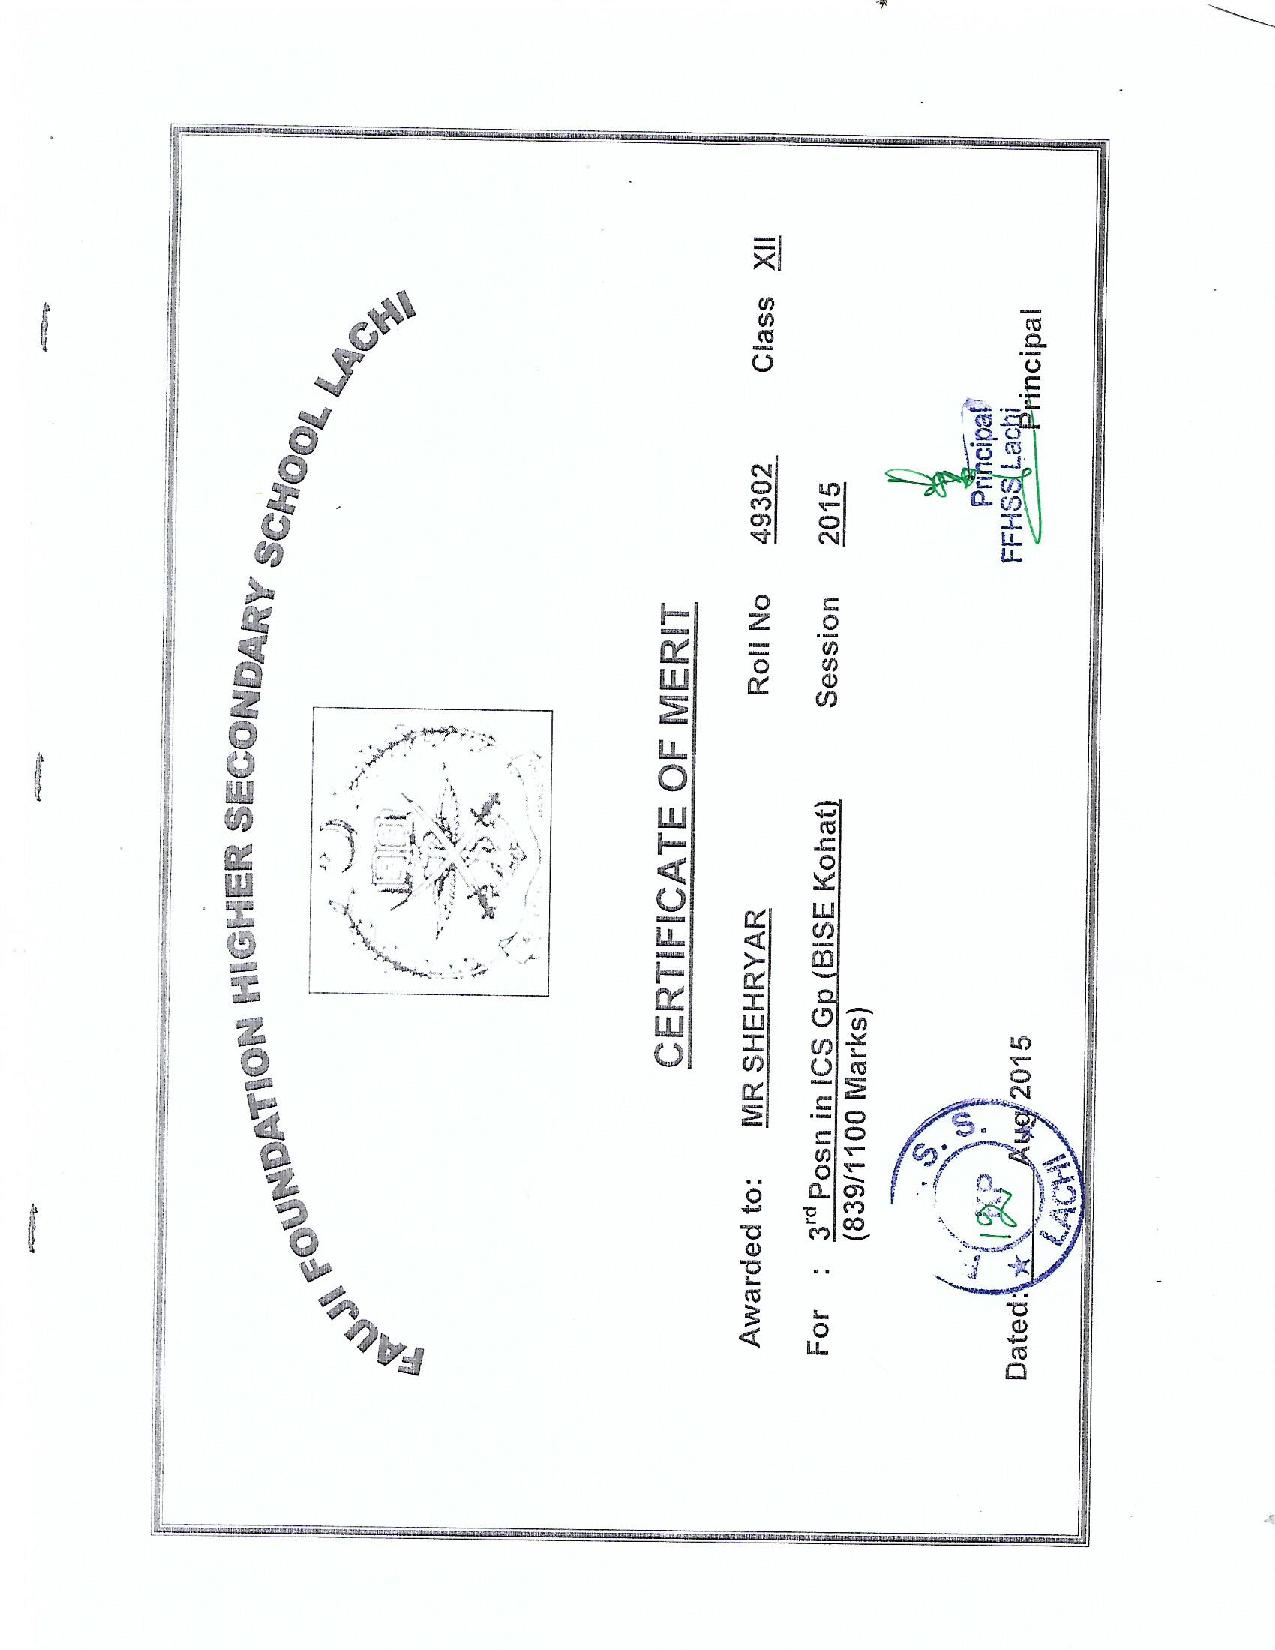 FAUJI FOUNDATION HIGHER SECONDARY SCHOOL LACHI
CERTIFICATE OF MERIT
Awarded to: MR SHEHRYAR Roll No 49302 Class XII
For : 3rd Posn in ICS Gp (BISE Kohat) Session 2015
(839/1100 Marks)
S. S.
KP
LACHI
Dated: 12 Aug 2015
Principal
FFHSS Lachi
Principal